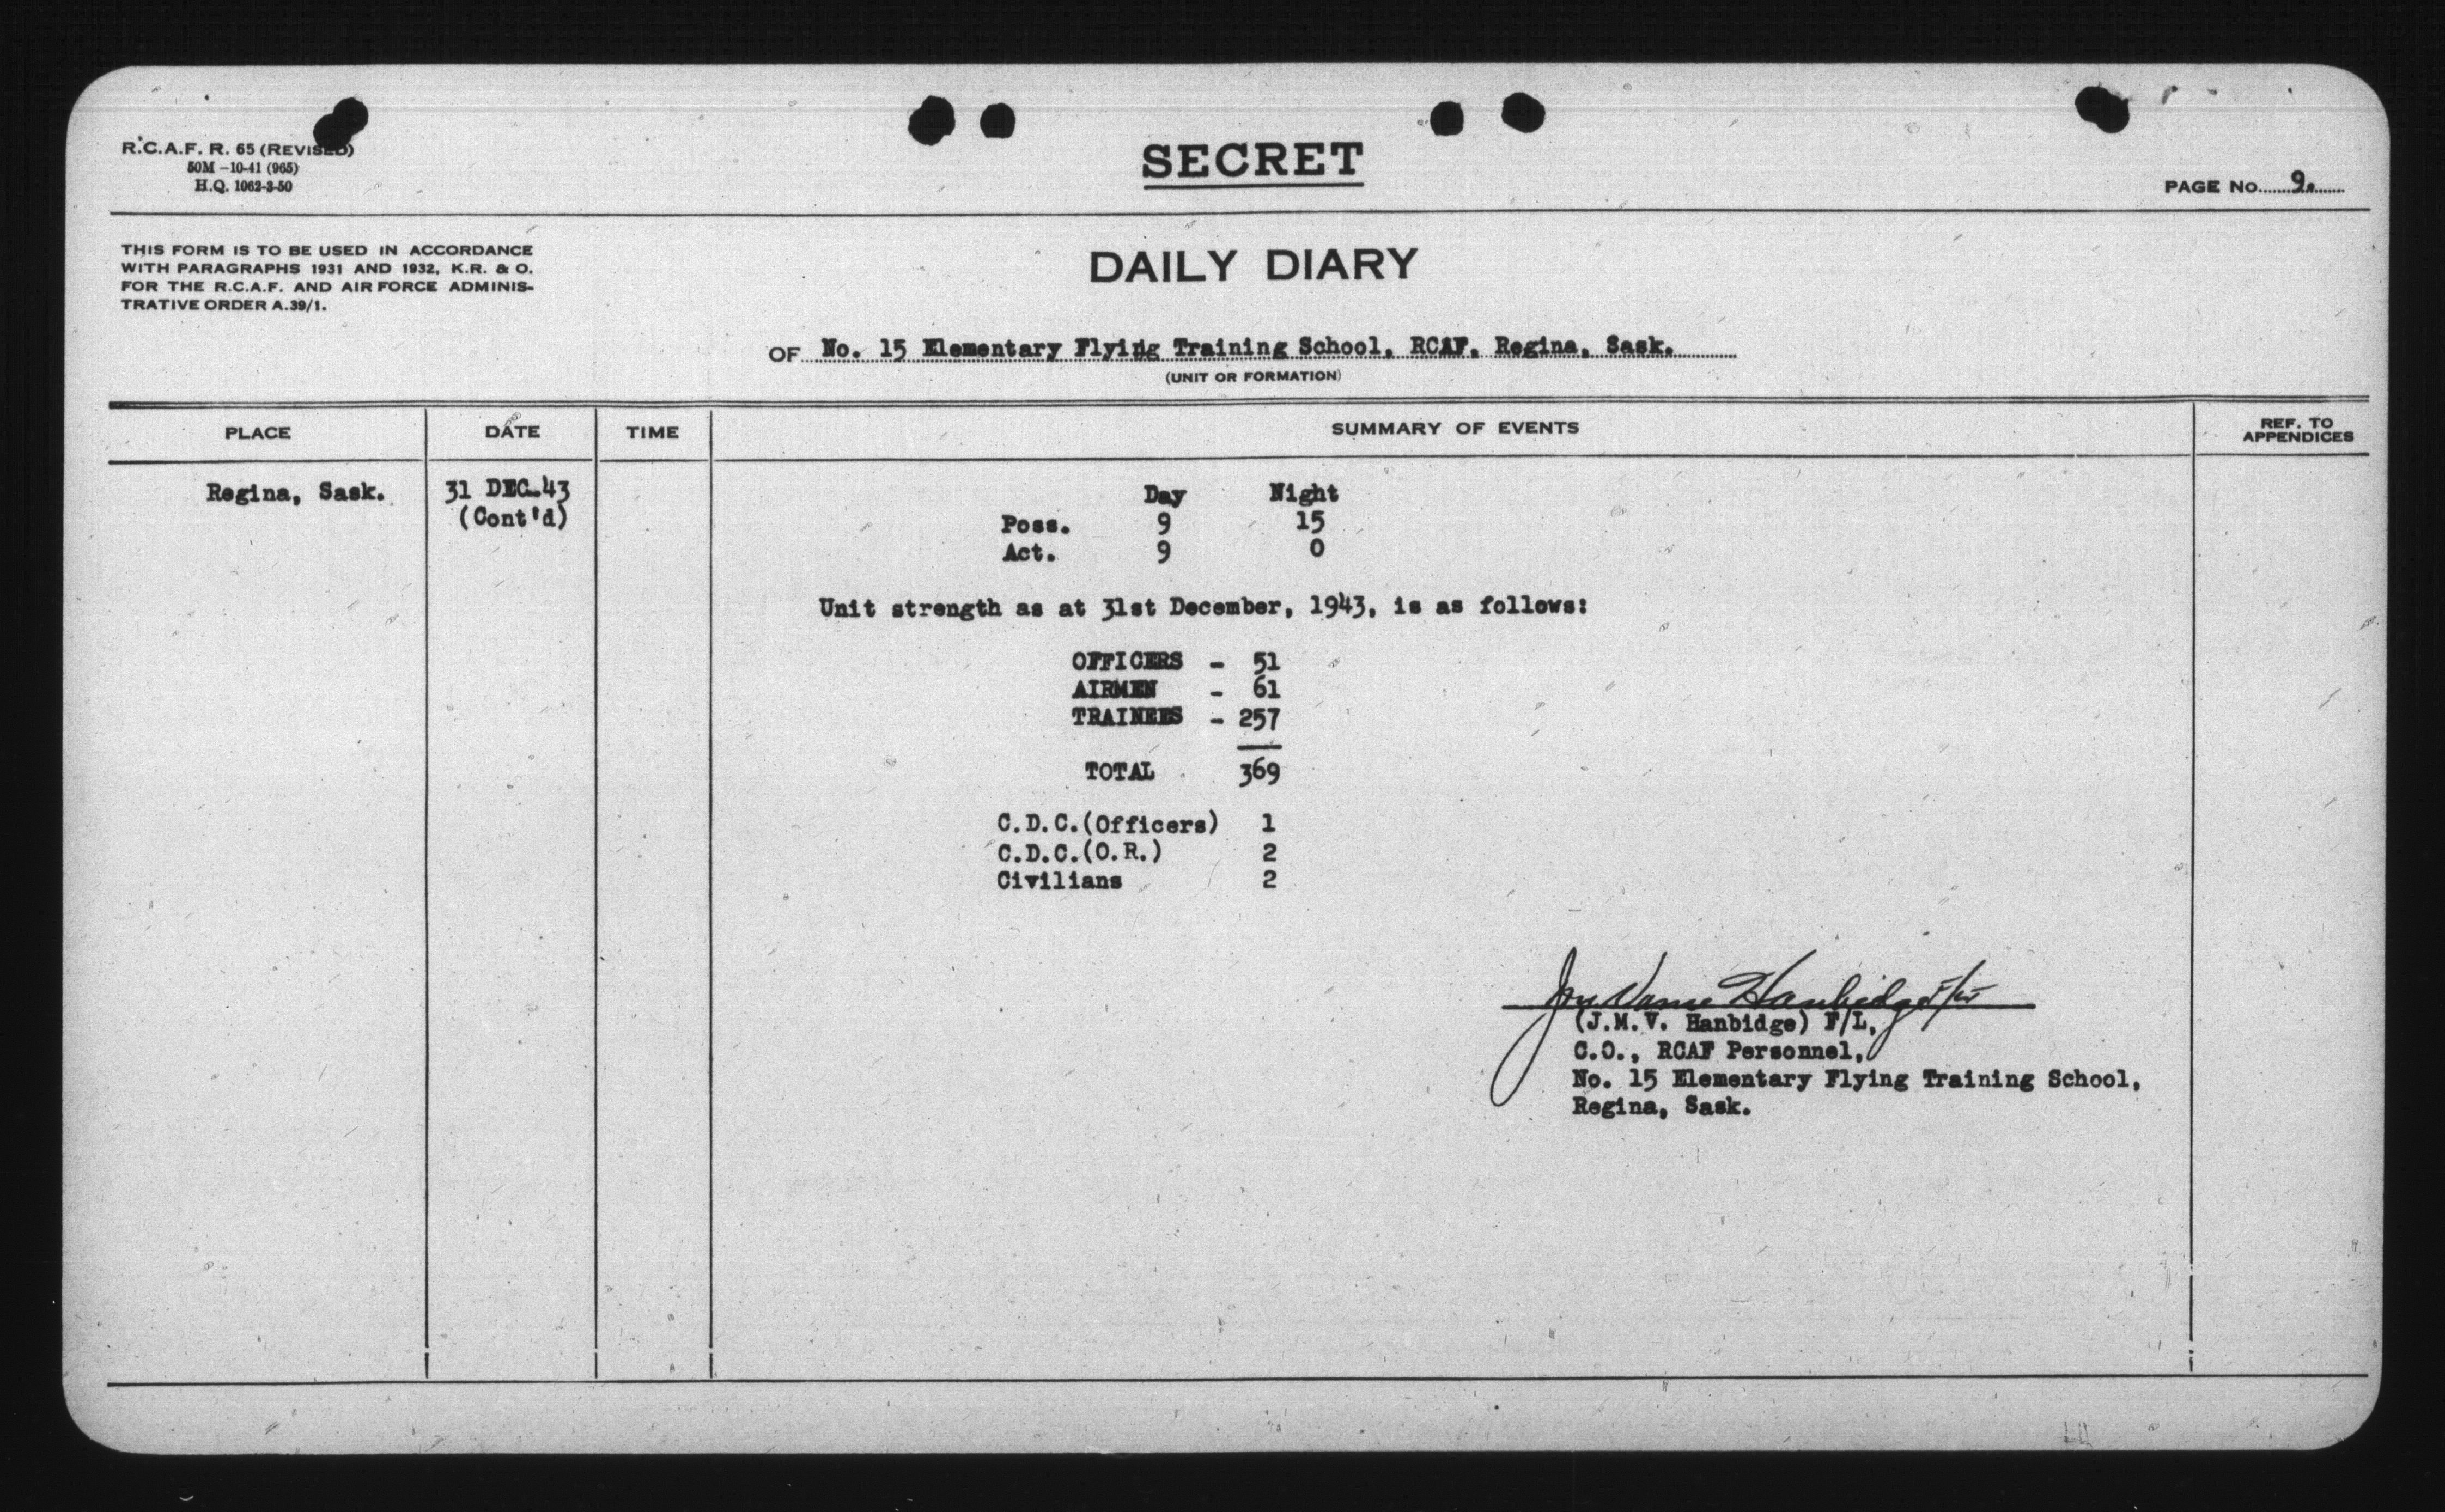 R.C.A.F. R. 65 (REVISED)
50M –10-41 (965)
H.Q. 1062-3-50
SECRET
PAGE No. 9.
THIS FORM IS TO BE USED IN ACCORDANCE
WITH PARAGRAPHS 1931 AND 1932, K.R. & O.
FOR THE R.C.A.F. AND AIR FORCE ADMINIS-
TRATIVE ORDER A.39/1.
DAILY DIARY
OF No. 15 Elementary Flying Training School, RCAF, Regina, Sask.
(UNIT OR FORMATION)
PLACE DATE TIME SUMMARY OF EVENTS REF. TO
APPENDICES
Regina, Sask. 31 DEC.43
(Cont'd)
Day Night
Poss. 9 15
Act. 9 0
Unit strength as at 31st December, 1943, is as follows:
OFFICERS - 51
AIRMEN - 61
TRAINEES - 257
TOTAL 369
C.D.C.(Officers) 1
C.D.C.(O.R.) 2
Civilians 2
(J.M.V. Hanbidge) F/L,
C.O., RCAF Personnel,
No. 15 Elementary Flying Training School,
Regina, Sask.